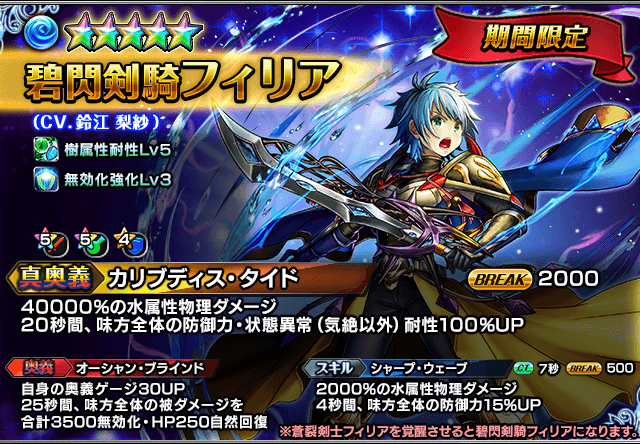 期間限定
碧閃剣騎フィリア
(CV.鈴江 梨紗)
樹属性耐性Lv5
無効化強化Lv3
5 5 4
真奥義 カリブディス・タイド BREAK 2000
40000%の水属性物理ダメージ
20秒間、味方全体の防御力・状態異常(気絶以外)耐性100%UP
奥義 オーシャン・ブラインド
自身の奥義ゲージ30UP
25秒間、味方全体の被ダメージを
合計3500無効化・HP250自然回復
スキル シャープ・ウェーブ C.T. 7秒 BREAK 500
2000%の水属性物理ダメージ
4秒間、味方全体の防御力15%UP
※蒼裂剣士フィリアを覚醒させると碧閃剣騎フィリアになります。